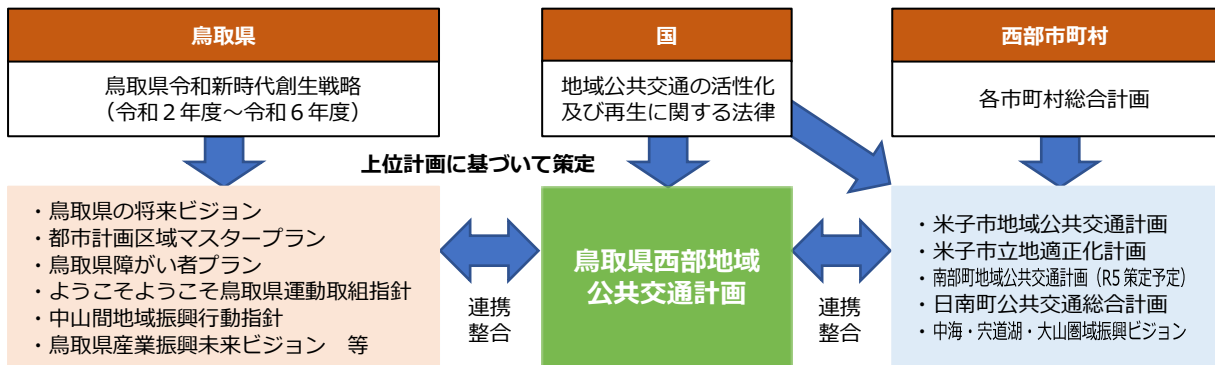 鳥取県
鳥取県令和新時代創生戦略
（令和２年度～令和６年度）
国
地域公共交通の活性化
及び再生に関する法律
西部市町村
各市町村総合計画
上位計画に基づいて策定
・鳥取県の将来ビジョン
・都市計画区域マスタープラン
・鳥取県障がい者プラン
・ようこそようこそ鳥取県運動取組指針
・中山間地域振興行動指針
・鳥取県産業振興未来ビジョン　等
連携
整合
鳥取県西部地域
公共交通計画
連携
整合
・米子市地域公共交通計画
・米子市立地適正化計画
・南部町地域公共交通計画（R5 策定予定）
・日南町公共交通総合計画
・中海・宍道湖・大山圏域振興ビジョン